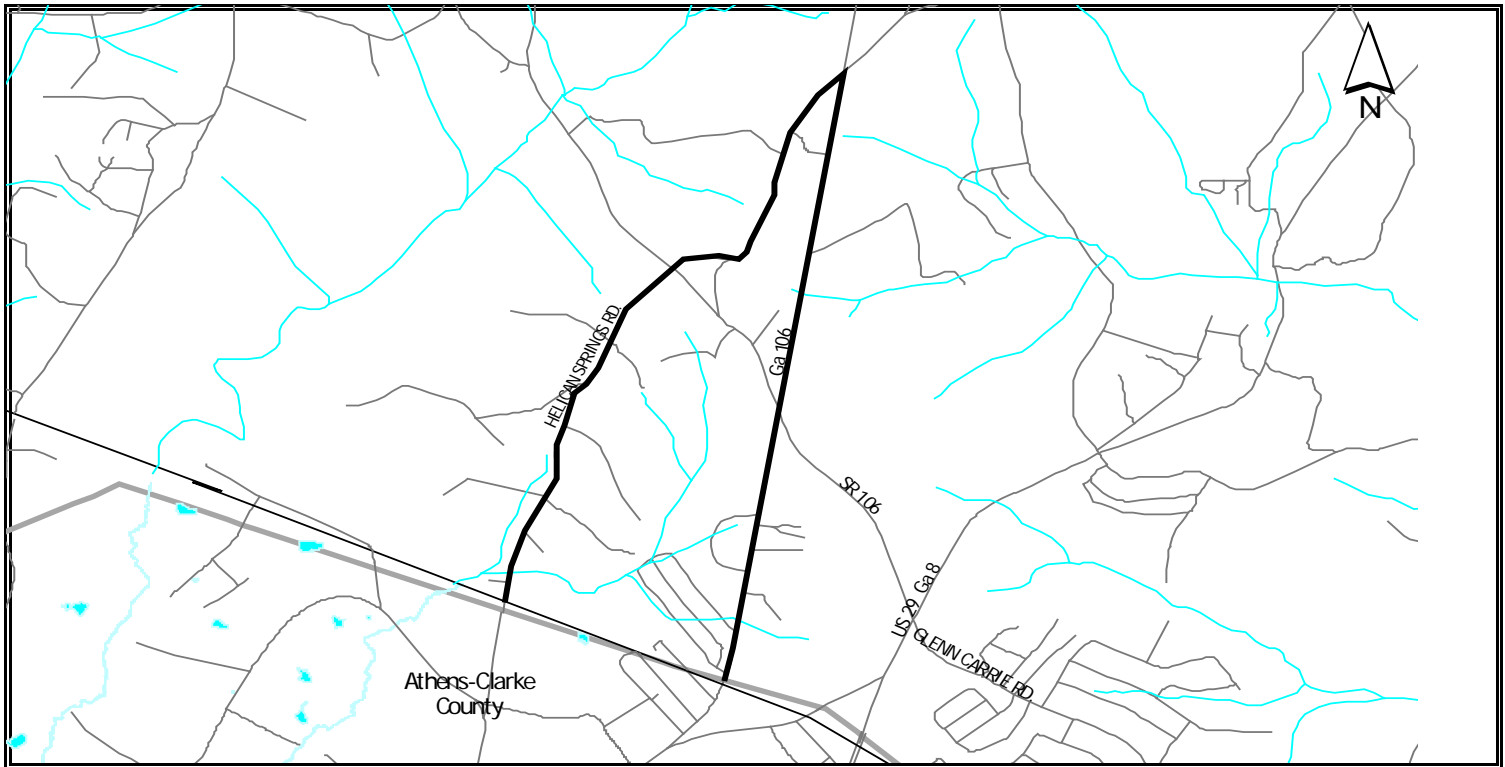 N
HELICAN SPRINGS RD.
Ga 106
SR 106
US 29 Ga 8
GLENN CARRIE RD.
Athens-Clarke
County